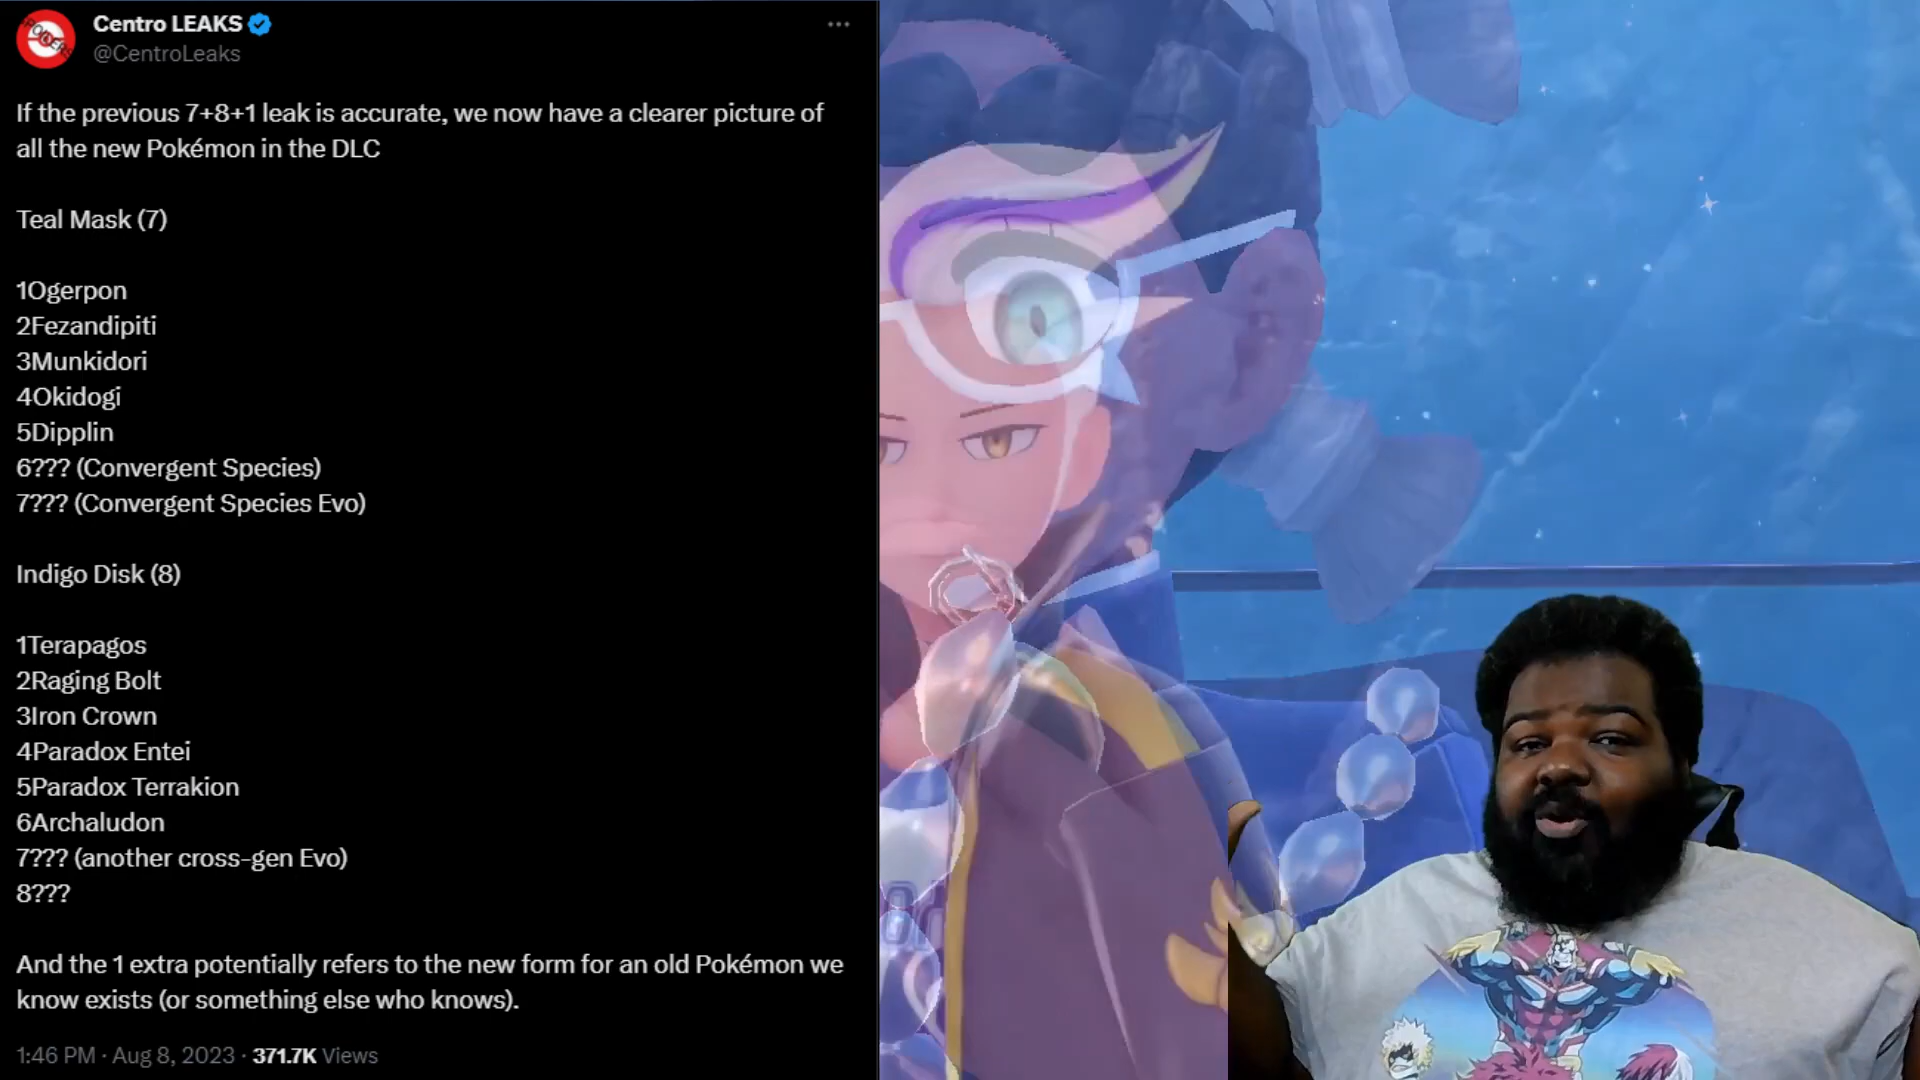 Centro LEAKS
@CentroLeaks
If the previous 7+8+1 leak is accurate, we now have a clearer picture of
all the new Pokémon in the DLC
Teal Mask (7)
1Ogerpon
2Fezandipiti
3Munkidori
4Okidogi
5Dipplin
6??? (Convergent Species)
7??? (Convergent Species Evo)
Indigo Disk (8)
1Terapagos
2Raging Bolt
3Iron Crown
4Paradox Entei
5Paradox Terrakion
6Archaludon
7??? (another cross-gen Evo)
8???
And the 1 extra potentially refers to the new form for an old Pokémon we
know exists (or something else who knows).
1:46 PM · Aug 8, 2023 · 371.7K Views